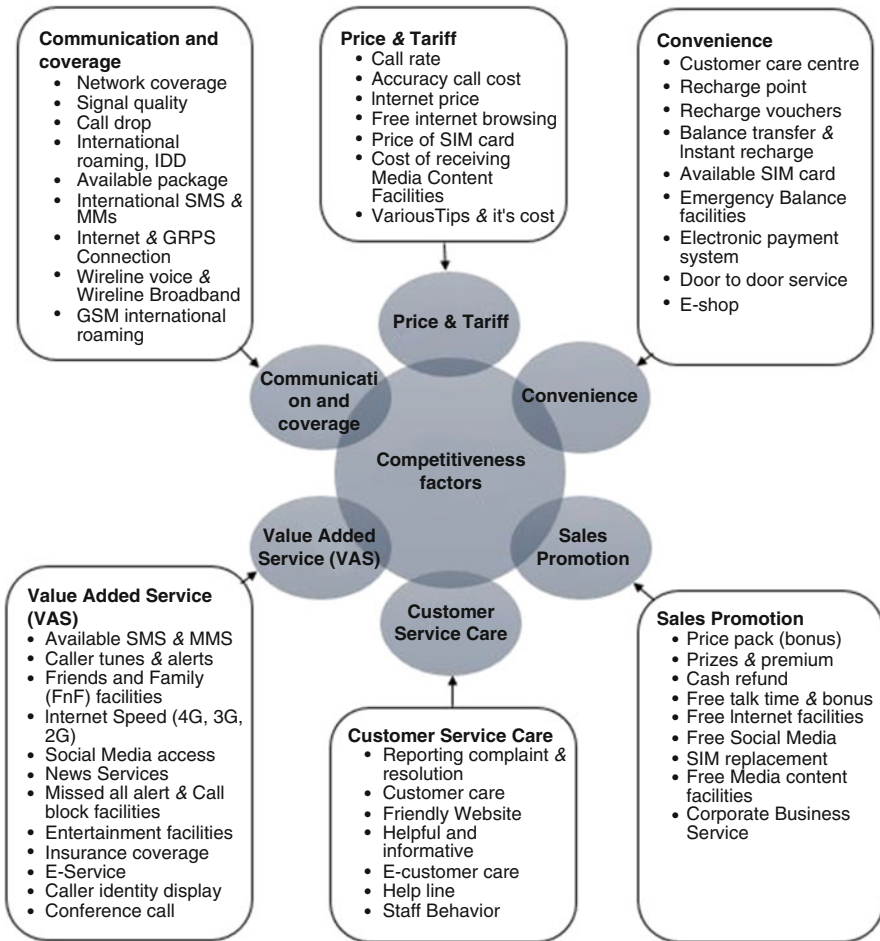 Communication and
coverage
• Network coverage
• Signal quality
• Call drop
• International
roaming, IDD
• Available package
• International SMS &
MMs
• Internet & GRPS
Connection
• Wireline voice &
Wireline Broadband
• GSM international
roaming
Price & Tariff
• Call rate
• Accuracy call cost
• Internet price
• Free internet browsing
• Price of SIM card
• Cost of receiving
Media Content
Facilities
• VariousTips & it's cost
Convenience
• Customer care centre
• Recharge point
• Recharge vouchers
• Balance transfer &
Instant recharge
• Available SIM card
• Emergency Balance
facilities
• Electronic payment
system
• Door to door service
• E-shop
Price & Tariff
Communicati
on and
coverage
Convenience
Competitiveness
factors
Value Added
Service (VAS)
Sales
Promotion
Customer
Service Care
Value Added Service
(VAS)
• Available SMS & MMS
• Caller tunes & alerts
• Friends and Family
(FnF) facilities
• Internet Speed (4G, 3G,
2G)
• Social Media access
• News Services
• Missed all alert & Call
block facilities
• Entertainment facilities
• Insurance coverage
• E-Service
• Caller identity display
• Conference call
Customer Service Care
• Reporting complaint &
resolution
• Customer care
• Friendly Website
• Helpful and
informative
• E-customer care
• Help line
• Staff Behavior
Sales Promotion
• Price pack (bonus)
• Prizes & premium
• Cash refund
• Free talk time & bonus
• Free Internet facilities
• Free Social Media
• SIM replacement
• Free Media content
facilities
• Corporate Business
Service